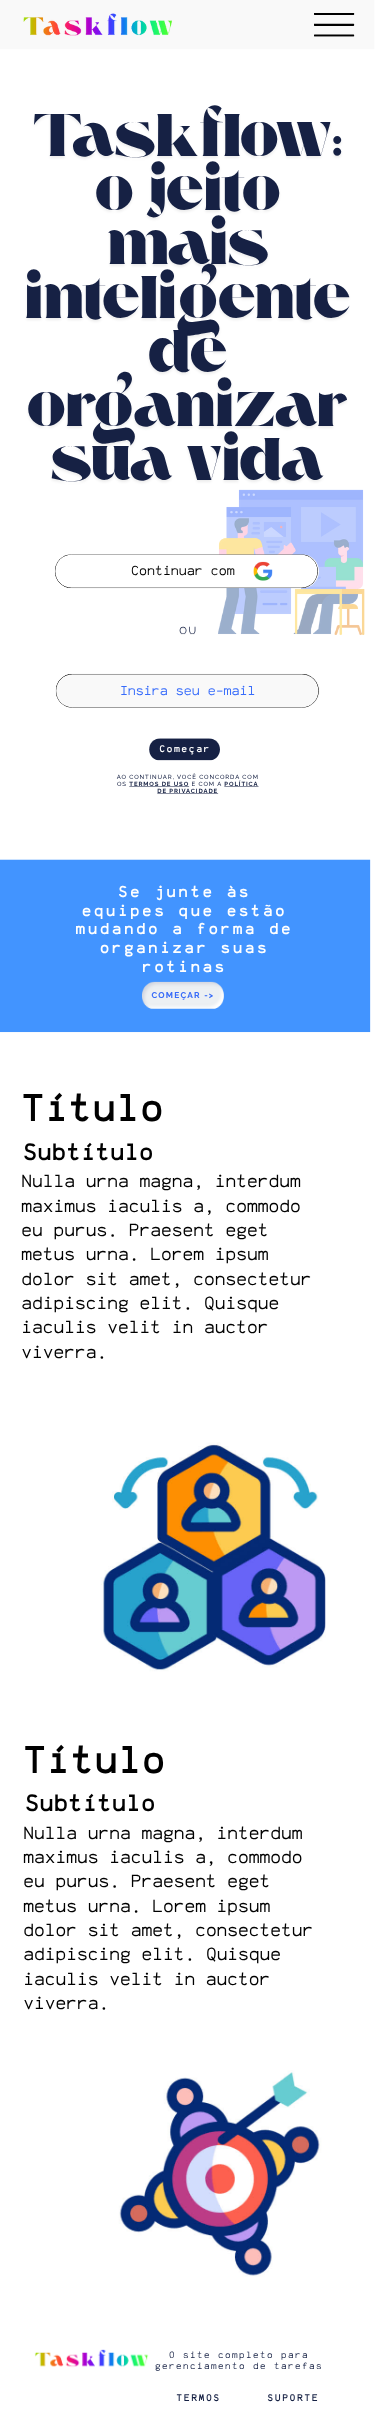 Taskflow
Taskflow:
o jeito
mais
inteligente
de
organizar
sua vida
Continuar com
OU
Insira seu e-mail
Começar
AO CONTINUAR, VOCÊ CONCORDA COM
OS TERMOS DE USO E COM A POLÍTICA
DE PRIVACIDADE
Se junte às
equipes que estão
mudando a forma de
organizar suas
rotinas
COMEÇAR ->
Título
Subtítulo
Nulla urna magna, interdum
maximus iaculis a, commodo
eu purus. Praesent eget
metus urna. Lorem ipsum
dolor sit amet, consectetur
adipiscing elit. Quisque
iaculis velit in auctor
viverra.
Título
Subtítulo
Nulla urna magna, interdum
maximus iaculis a, commodo
eu purus. Praesent eget
metus urna. Lorem ipsum
dolor sit amet, consectetur
adipiscing elit. Quisque
iaculis velit in auctor
viverra.
Taskflow
O site completo para
gerenciamento de tarefas
TERMOS
SUPORTE